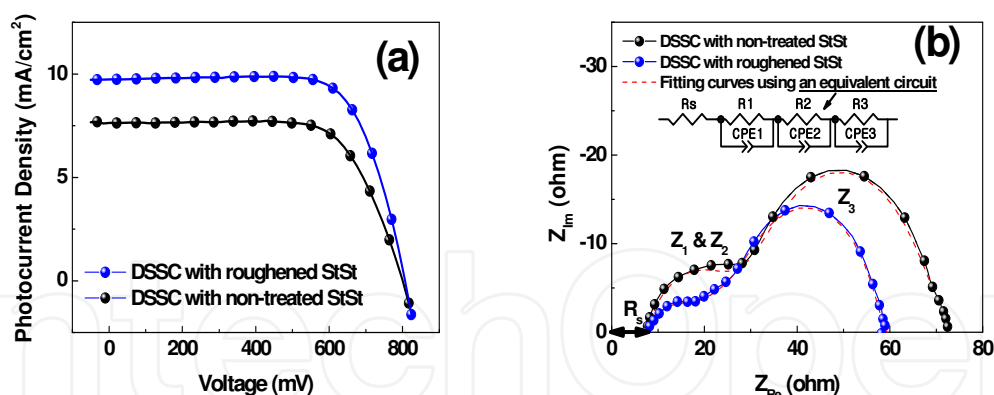 (a)
Photocurrent Density (mA/cm²)
10
5
0
DSSC with roughened StSt
DSSC with non-treated StSt
0 200 400 600 800
Voltage (mV)
(b)
Z_Im (ohm)
-30
-20
-10
0
DSSC with non-treated StSt
DSSC with roughened StSt
Fitting curves using an equivalent circuit
Rs R1 R2 R3
CPE1 CPE2 CPE3
Z₃
Z₁ & Z₂
Rₛ
0 20 40 60 80
Z_Re (ohm)